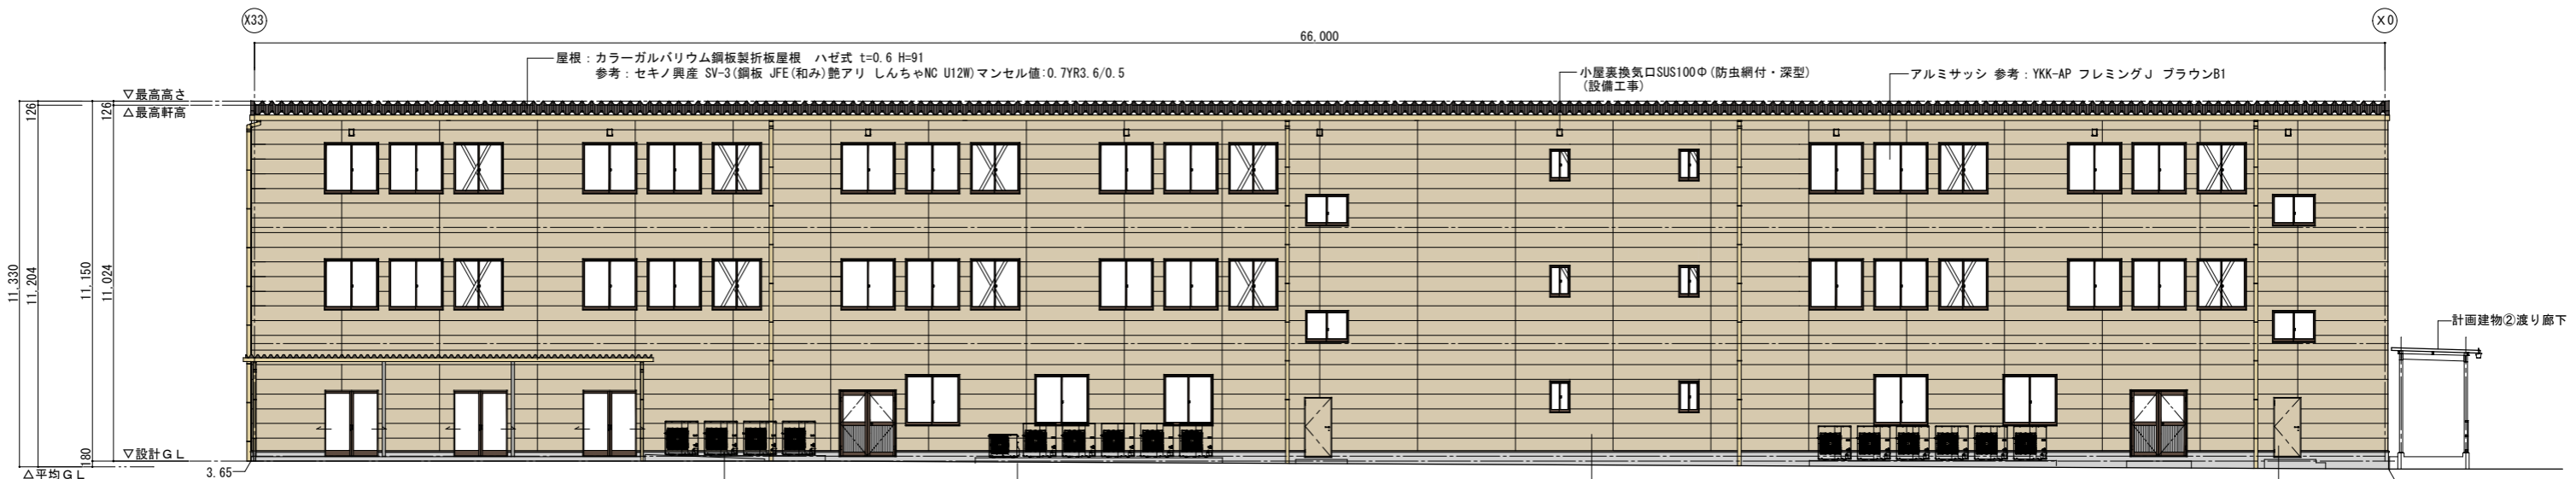 X33
X0
66,000
屋根：カラーガルバリウム鋼板製折板屋根　ハゼ式 t=0.6 H=91
参考：セキノ興産 SV-3(鋼板 JFE(和み)艶アリ しんちゃNC U12W)マンセル値:0.7YR3.6/0.5
小屋裏換気口SUS100Φ(防虫網付・深型)
(設備工事)
アルミサッシ 参考：YKK-AP フレミングJ ブラウンB1
▽最高高さ
△最高軒高
126
126
11,330
11,204
11,150
11,024
計画建物②渡り廊下
▽設計ＧＬ
180
△平均ＧＬ
3.65